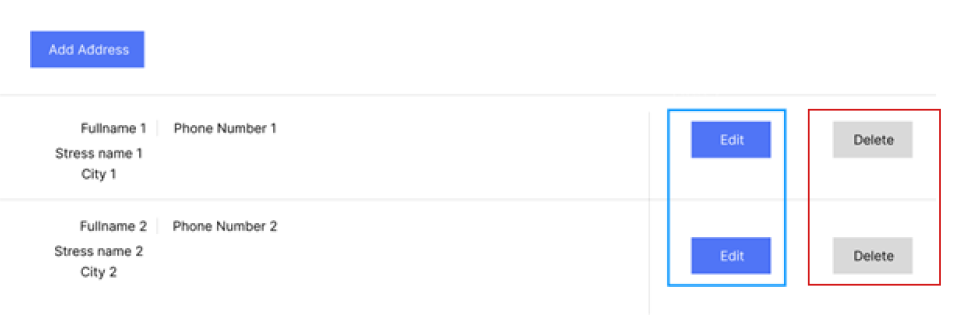 Add Address
Fullname 1 Phone Number 1 Edit Delete
Stress name 1
City 1
Fullname 2 Phone Number 2
Stress name 2 Edit Delete
City 2